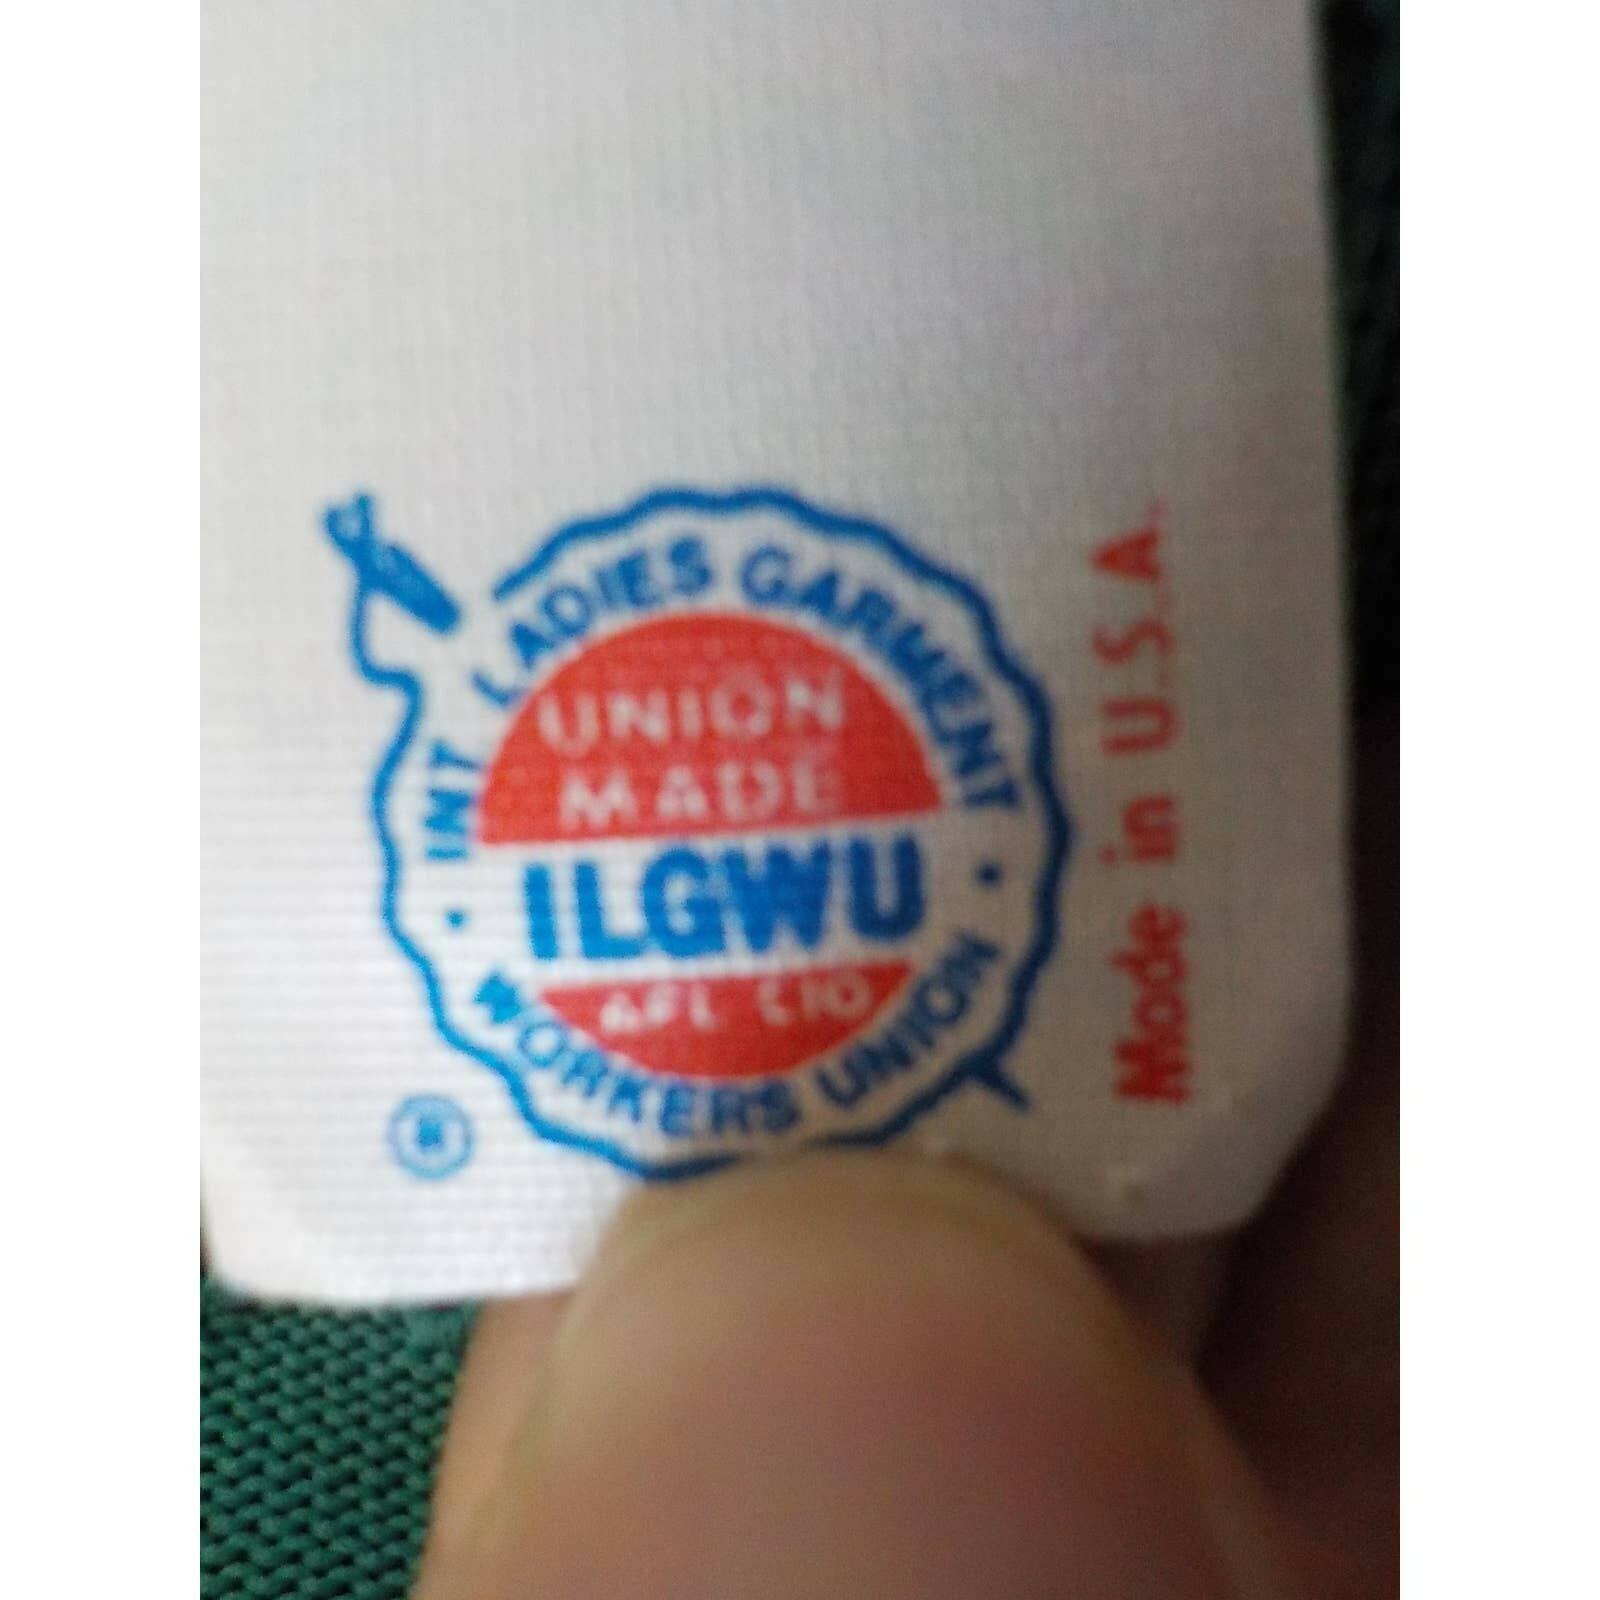 INT LADIES GARMENT
UNION
MADE
ILGWU
AFL CIO
WORKERS UNION
®
Made in U.S.A.